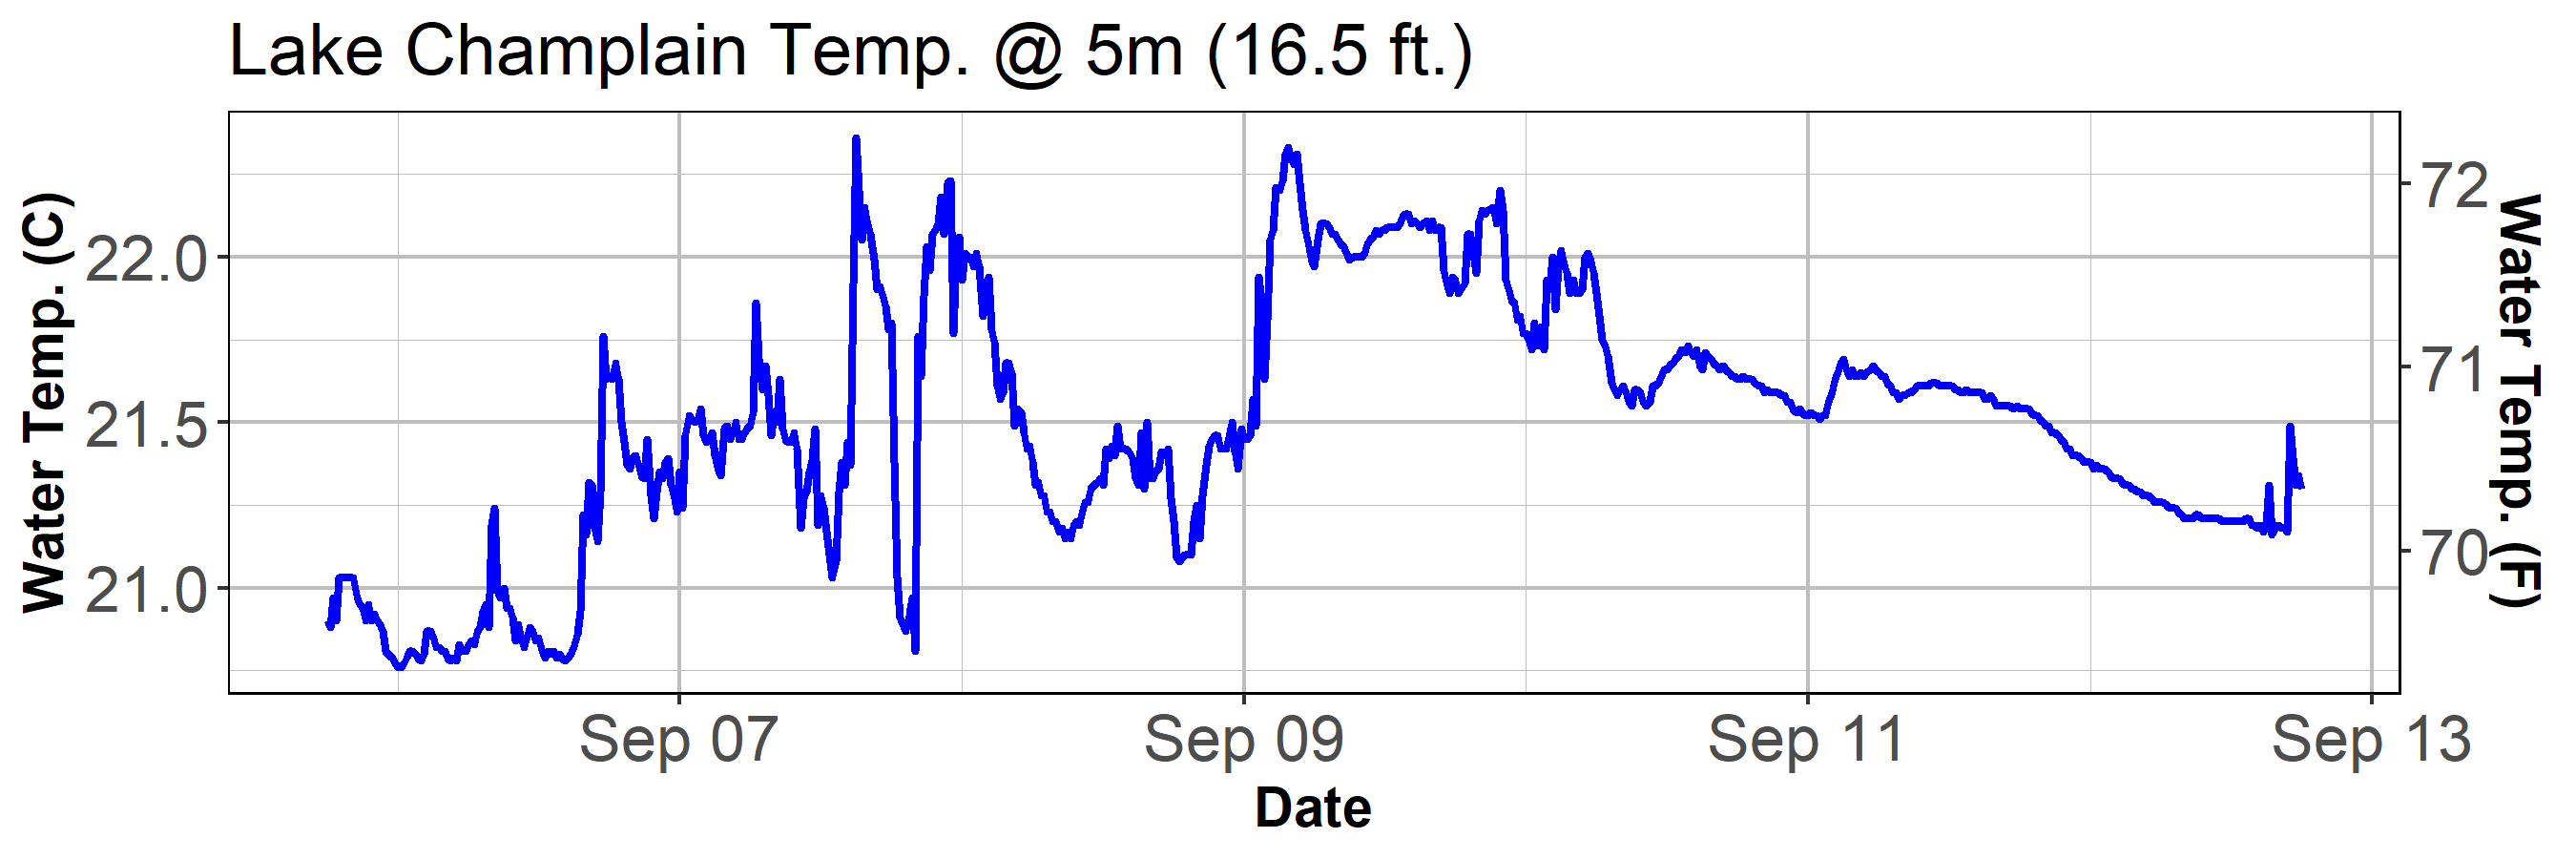 Lake Champlain Temp. @ 5m (16.5 ft.)
Water Temp. (C)
22.0
21.5
21.0
72
71
70
Water Temp. (F)
Sep 07
Sep 09
Sep 11
Sep 13
Date